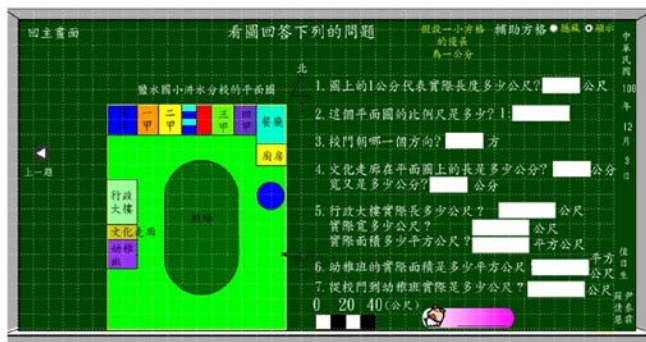 回主畫面
看圖回答下列的問題
假設一小方格
的邊長
為一公分
輔助方格 隱藏 顯示
中華民國
年
12
月
日
北
鹽水國小汫水分校的平面圖
一甲
二甲
三甲
四甲
餐廳
廚房
上一題
行政大樓
文化走廊
幼稚班
1.圖上的1公分代表實際長度多少公尺? 公尺
2.這個平面圖的比例尺是多少? 1:
3.校門朝哪一個方向? 方
4.文化走廊在平面圖上的長是多少公分? 公分
寬又是多少公分? 公分
5.行政大樓實際長多少公尺? 公尺
實際寬多少公尺? 公尺
實際面積多少平方公尺? 平方公尺
6.幼稚班的實際面積是多少平方公尺 平方公尺
7.從校門到幼稚班實際是多少公尺? 公尺
0 20 40(公尺)
值日生